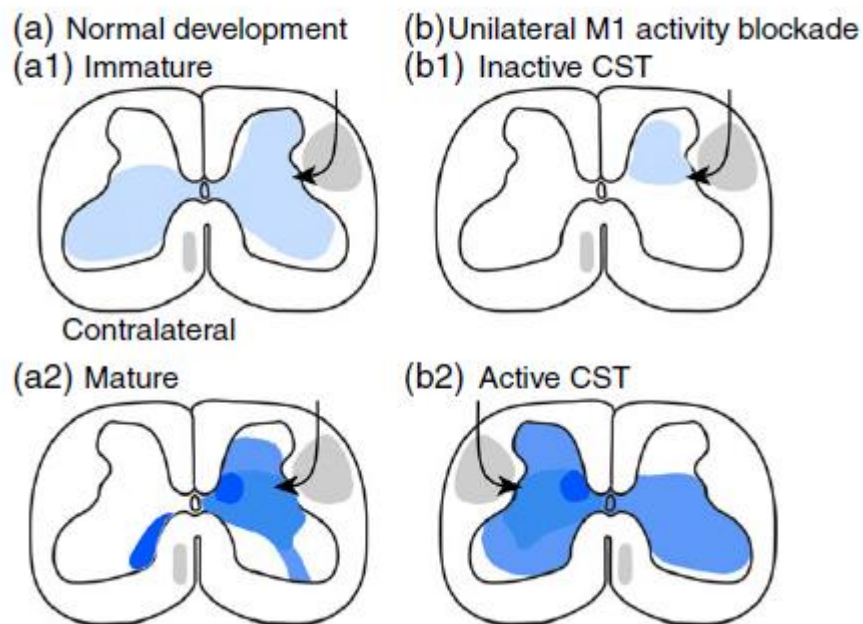 (a) Normal development
(a1) Immature
(b) Unilateral M1 activity blockade
(b1) Inactive CST
Contralateral
(a2) Mature
(b2) Active CST